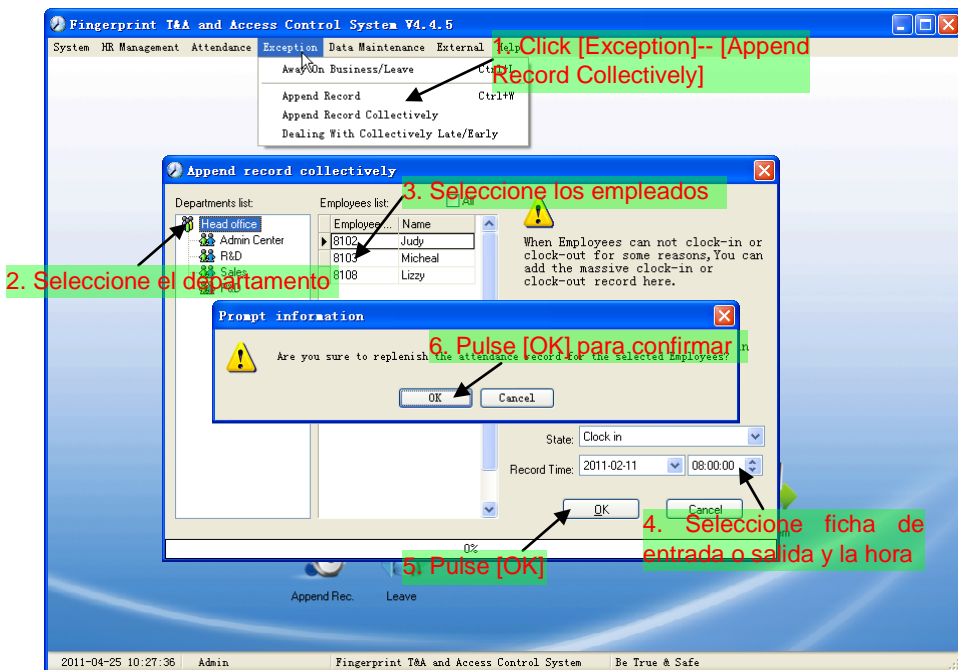 Fingerprint T&A and Access Control System V4.4.5
System HR Management Attendance Exception Data Maintenance External Help
1. Click [Exception]-- [Append
Record Collectively]
Away On Business/Leave Ctrl+L
Append Record Ctrl+W
Append Record Collectively
Dealing With Collectively Late/Early
Append record collectively
3. Seleccione los empleados
Departments list: Employees list: All
Head office
Admin Center
R&D
Sales
P&D
2. Seleccione el departamento
Employee... Name
8102 Judy
8103 Micheal
8108 Lizzy
When Employees can not clock-in or
clock-out for some reasons,You can
add the massive clock-in or
clock-out record here.
Prompt information
6. Pulse [OK] para confirmar
Are you sure to replenish the attendance record for the selected Employees?
OK Cancel
State: Clock in
Record Time: 2011-02-11 08:00:00
OK Cancel
4. Seleccione ficha de
entrada o salida y la hora
0%
5. Pulse [OK]
Append Rec. Leave
2011-04-25 10:27:36 Admin Fingerprint T&A and Access Control System Be True & Safe